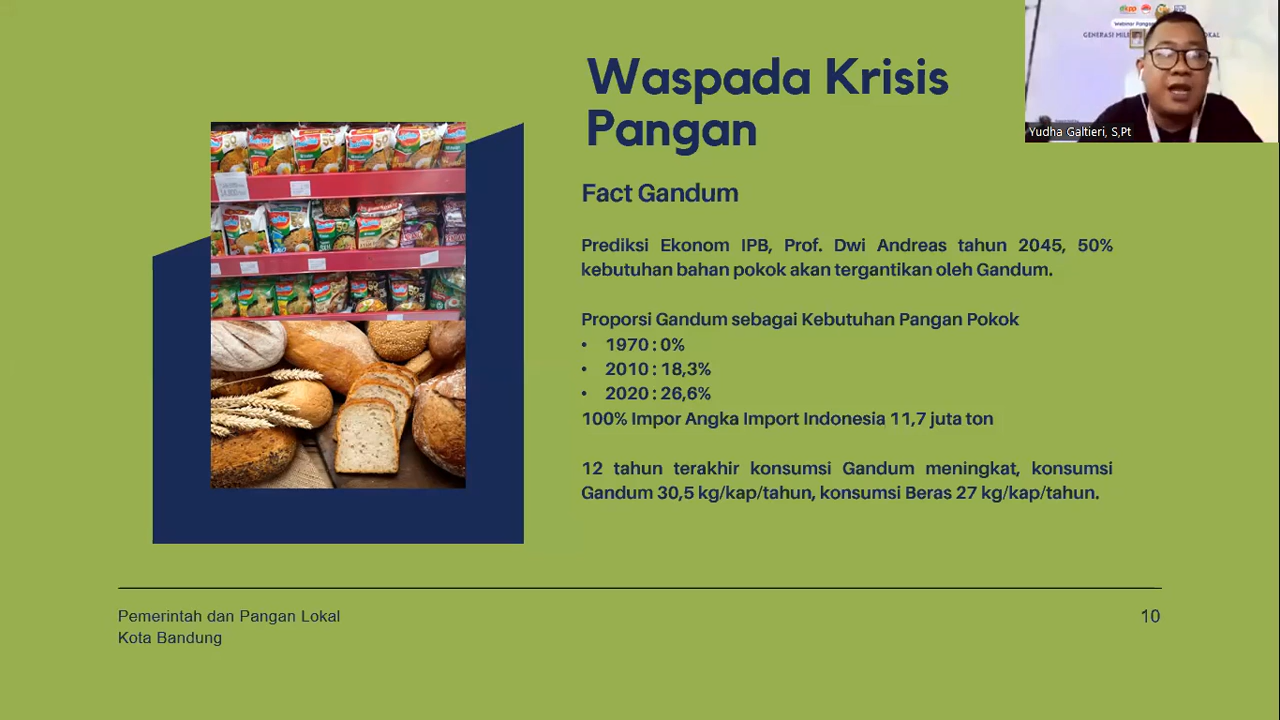 Waspada Krisis
Pangan
Webinar Pangan
Yudha Galtieri, S,Pt
Fact Gandum
Prediksi Ekonom IPB, Prof. Dwi Andreas tahun 2045, 50%
kebutuhan bahan pokok akan tergantikan oleh Gandum.
Proporsi Gandum sebagai Kebutuhan Pangan Pokok
• 1970 : 0%
• 2010 : 18,3%
• 2020 : 26,6%
100% Impor Angka Import Indonesia 11,7 juta ton
12 tahun terakhir konsumsi Gandum meningkat, konsumsi
Gandum 30,5 kg/kap/tahun, konsumsi Beras 27 kg/kap/tahun.
Pemerintah dan Pangan Lokal
Kota Bandung
10